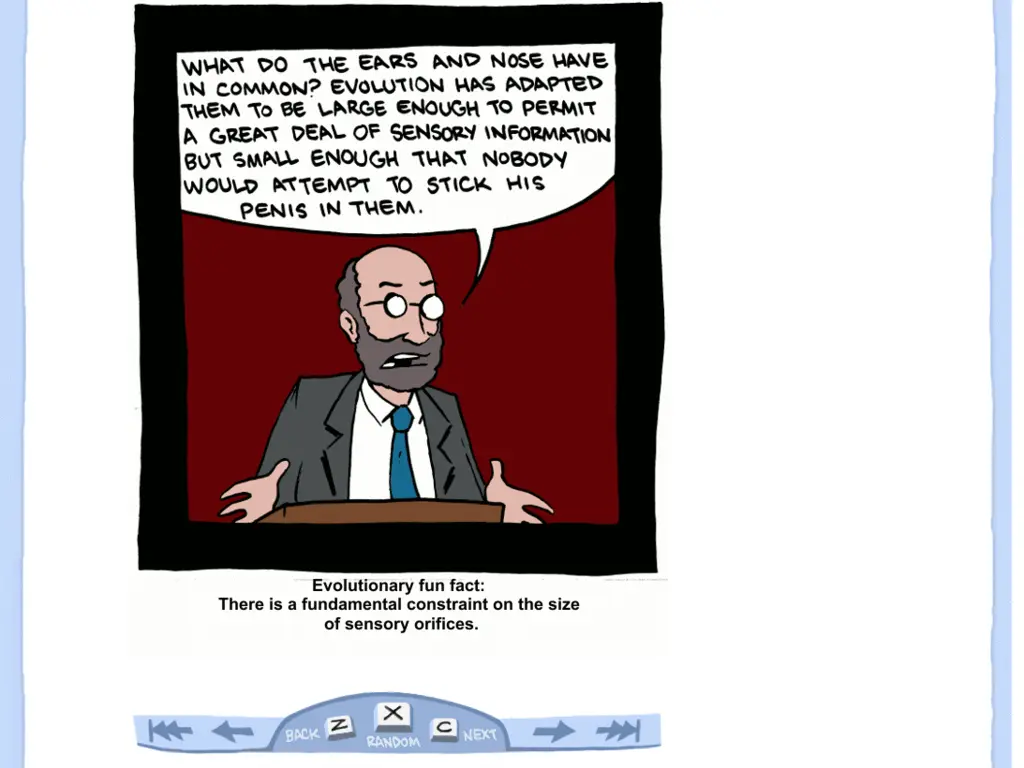 WHAT DO THE EARS AND NOSE HAVE
IN COMMON? EVOLUTION HAS ADAPTED
THEM TO BE LARGE ENOUGH TO PERMIT
A GREAT DEAL OF SENSORY INFORMATION
BUT SMALL ENOUGH THAT NOBODY
WOULD ATTEMPT TO STICK HIS
PENIS IN THEM.
Evolutionary fun fact:
There is a fundamental constraint on the size
of sensory orifices.
BACK Z X C NEXT
RANDOM